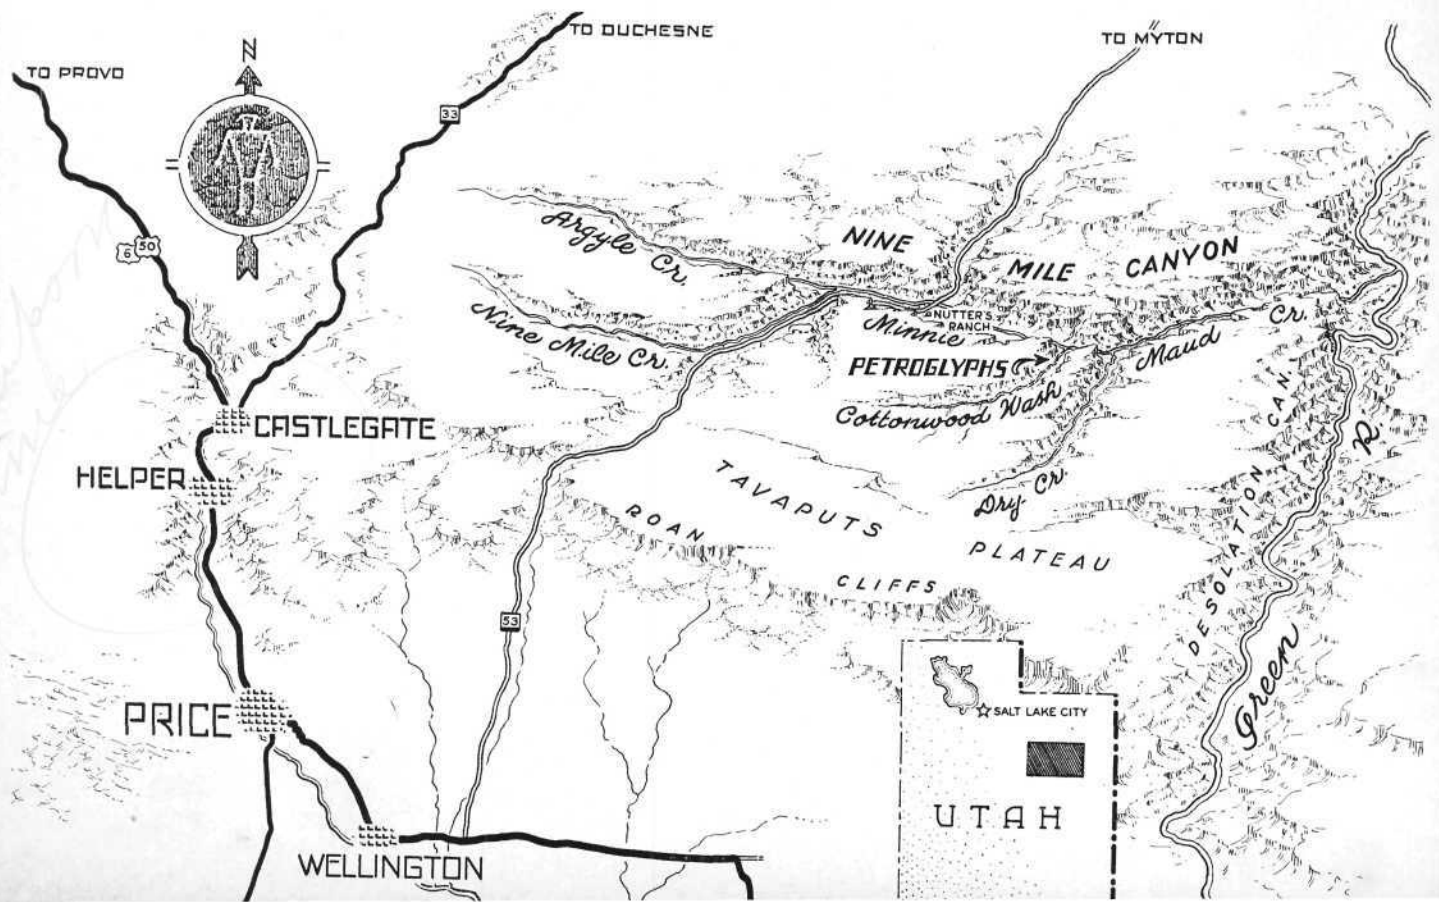 TO DUCHESNE
TO MYTON
N
TO PROVO
33
6
50
Argyle Cr.
NINE
MILE
CANYON
Nine Mile Cr.
NUTTER'S
RANCH
Minnie
Maud
Cr.
PETROGLYPHS
Cottonwood Wash
CASTLEGATE
HELPER
TAVAPUTS
PLATEAU
Dry Cr.
ROAN
CLIFFS
DESOLATION CAN.
Green
R.
53
PRICE
SALT LAKE CITY
UTAH
WELLINGTON